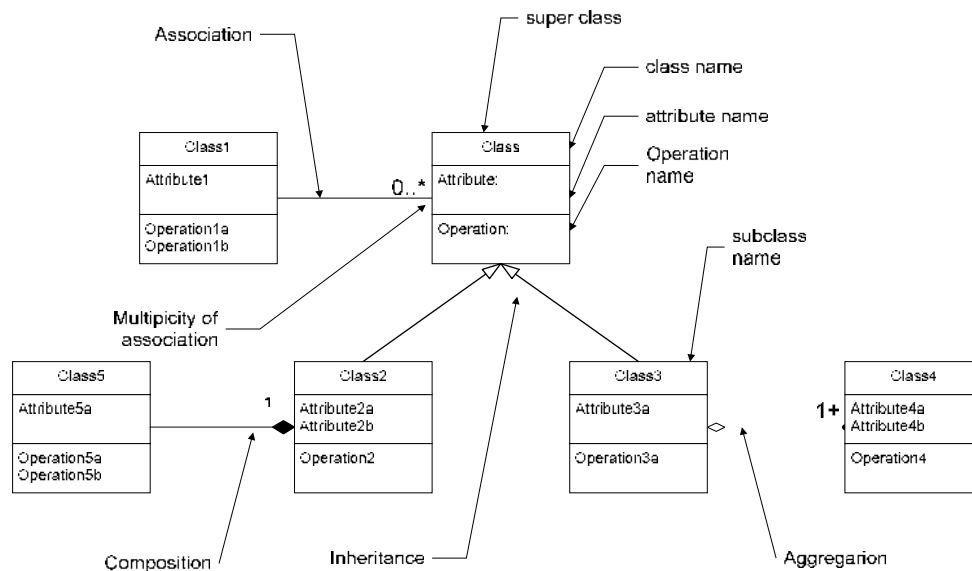 super class
Association
class name
attribute name
Class1
Class
Operation
name
Attribute1
0..*
Attribute:
Operation1a
Operation1b
Operation:
subclass
name
Multipicity of
association
Class5
Class2
Class3
Class4
Attribute5a
1
Attribute2a
Attribute2b
Attribute3a
1+
Attribute4a
Attribute4b
Operation5a
Operation5b
Operation2
Operation3a
Operation4
Composition
Inheritance
Aggregarion